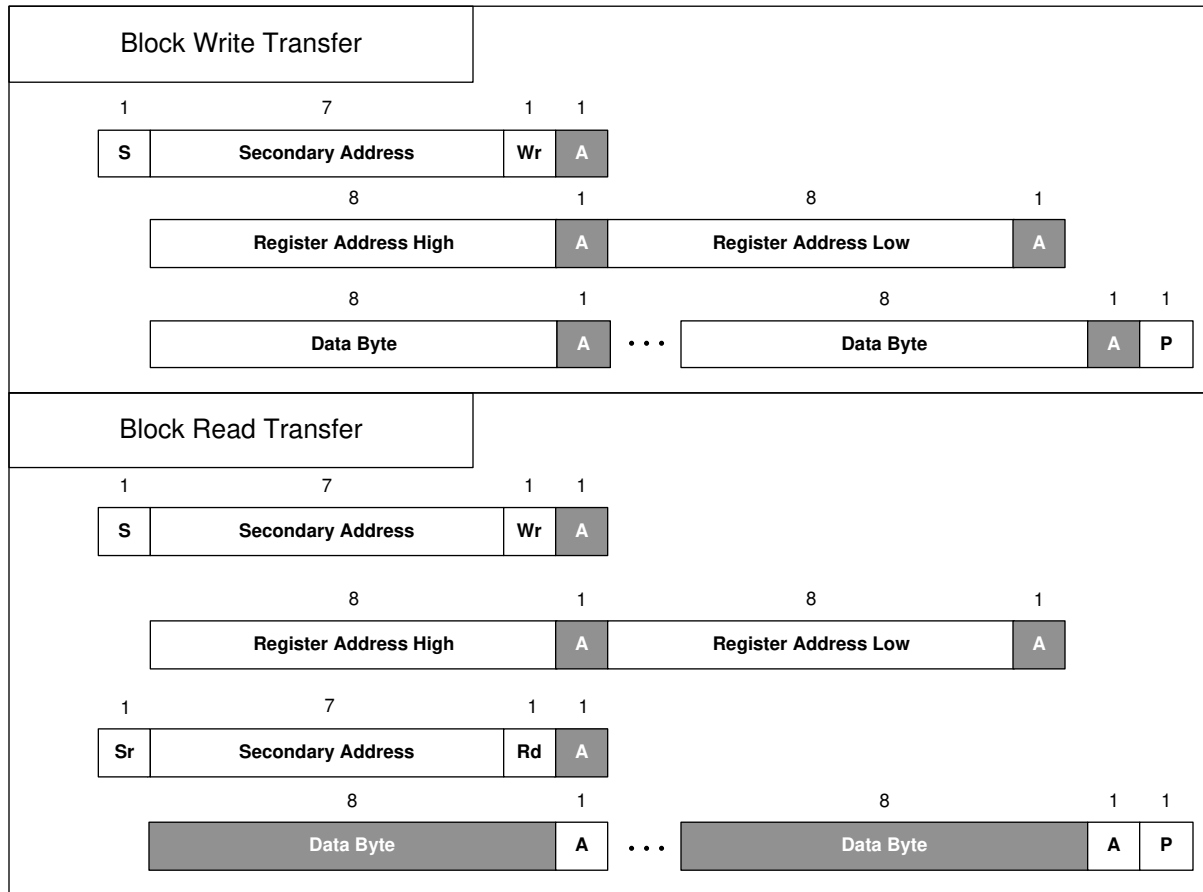 Block Write Transfer
1 7 1 1
S Secondary Address Wr A
8 1 8 1
Register Address High A Register Address Low A
8 1 8 1 1
Data Byte A • • • Data Byte A P
Block Read Transfer
1 7 1 1
S Secondary Address Wr A
8 1 8 1
Register Address High A Register Address Low A
1 7 1 1
Sr Secondary Address Rd A
8 1 8 1 1
Data Byte A • • • Data Byte A P